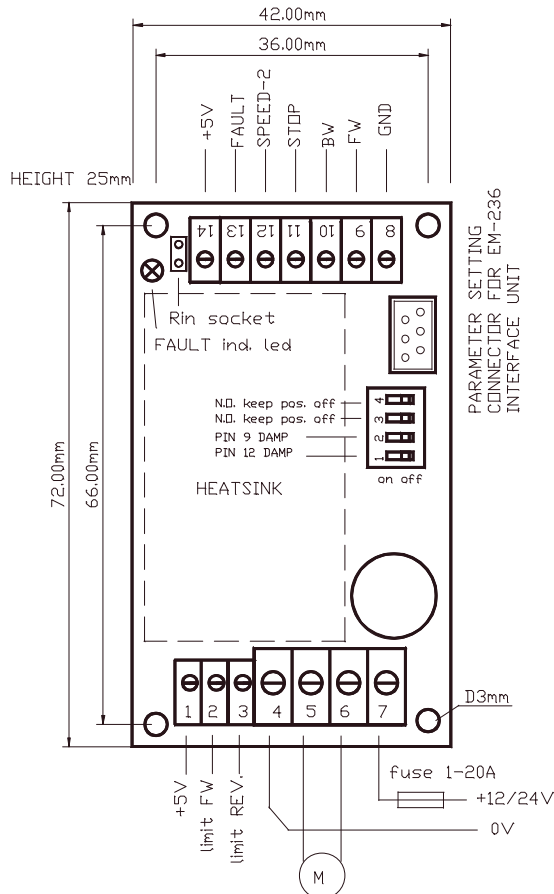 42.00mm
36.00mm
+5V
FAULT
SPEED-2
STOP
BW
FW
GND
HEIGHT 25mm
14
13
12
11
10
9
8
Rin socket
FAULT ind. led
PARAMETER SETTING
CONNECTOR FOR EM-236
INTERFACE UNIT
N.O. keep pos. off
N.O. keep pos. off
PIN 9 DAMP
PIN 12 DAMP
4
3
2
1
on off
HEATSINK
72.00mm
66.00mm
1
2
3
4
5
6
7
D3mm
+5V
limit FW
limit REV.
fuse 1-20A
+12/24V
0V
M